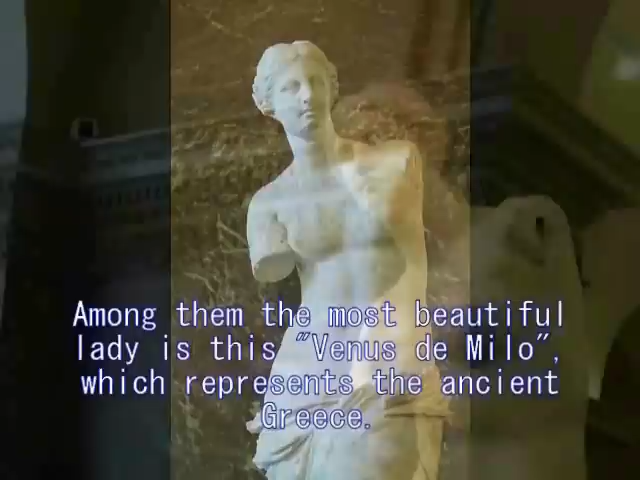 Among them the most beautiful
lady is this "Venus de Milo",
which represents the ancient
Greece.